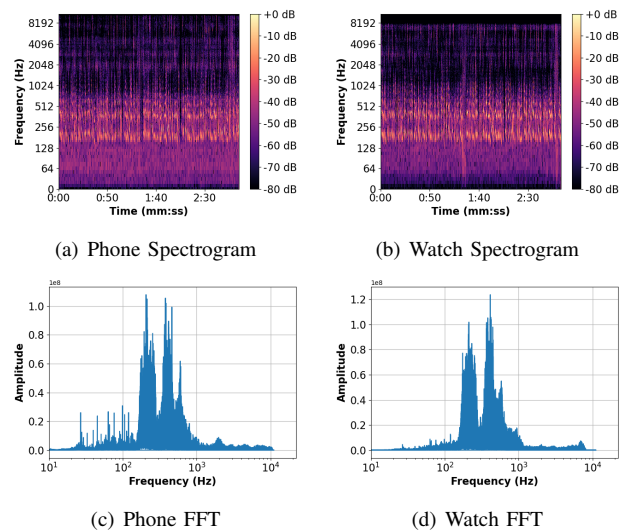 8192
4096
2048
1024
512
256
128
64
0
Frequency (Hz)
0:00 0:50 1:40 2:30
Time (mm:ss)
+0 dB
-10 dB
-20 dB
-30 dB
-40 dB
-50 dB
-60 dB
-70 dB
-80 dB
(a) Phone Spectrogram
8192
4096
2048
1024
512
256
128
64
0
Frequency (Hz)
0:00 0:50 1:40 2:30
Time (mm:ss)
+0 dB
-10 dB
-20 dB
-30 dB
-40 dB
-50 dB
-60 dB
-70 dB
-80 dB
(b) Watch Spectrogram
1e8
1.0
0.8
0.6
0.4
0.2
0.0
Amplitude
10¹ 10² 10³ 10⁴
Frequency (Hz)
(c) Phone FFT
1e8
1.2
1.0
0.8
0.6
0.4
0.2
0.0
Amplitude
10¹ 10² 10³ 10⁴
Frequency (Hz)
(d) Watch FFT